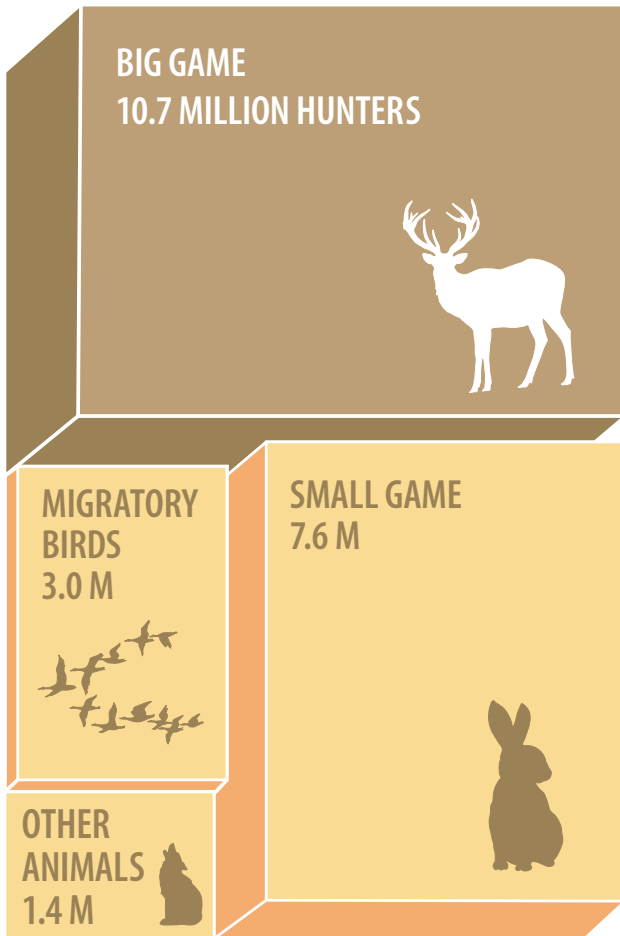 BIG GAME
10.7 MILLION HUNTERS
MIGRATORY
BIRDS
3.0 M
SMALL GAME
7.6 M
OTHER
ANIMALS
1.4 M